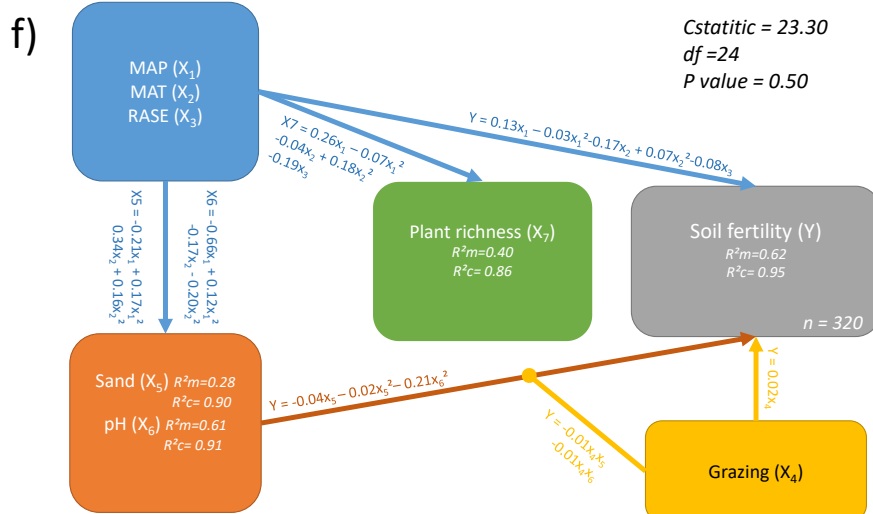 f)
Cstatitic = 23.30
df =24
P value = 0.50
MAP (X₁)
MAT (X₂)
RASE (X₃)
X7 = 0.26x₁ – 0.07x₁²
-0.04x₂ + 0.18x₂²
-0.19x₃
Y = 0.13x₁ – 0.03x₁²-0.17x₂ + 0.07x₂²-0.08x₃
X6 = -0.66x₁ + 0.12x₁²
-0.17x₂ - 0.20x₂²
X5 = -0.21x₁ + 0.17x₁²
0.34x₂ + 0.16x₂²
Plant richness (X₇)
R²m=0.40
R²c= 0.86
Soil fertility (Y)
R²m=0.62
R²c= 0.95
n = 320
Sand (X₅) R²m=0.28
R²c= 0.90
pH (X₆) R²m=0.61
R²c= 0.91
Y = -0.04x₅ – 0.02x₅² – 0.21x₆²
Y = -0.01x₄x₅
-0.01x₄x₆
Y = 0.02x₄
Grazing (X₄)